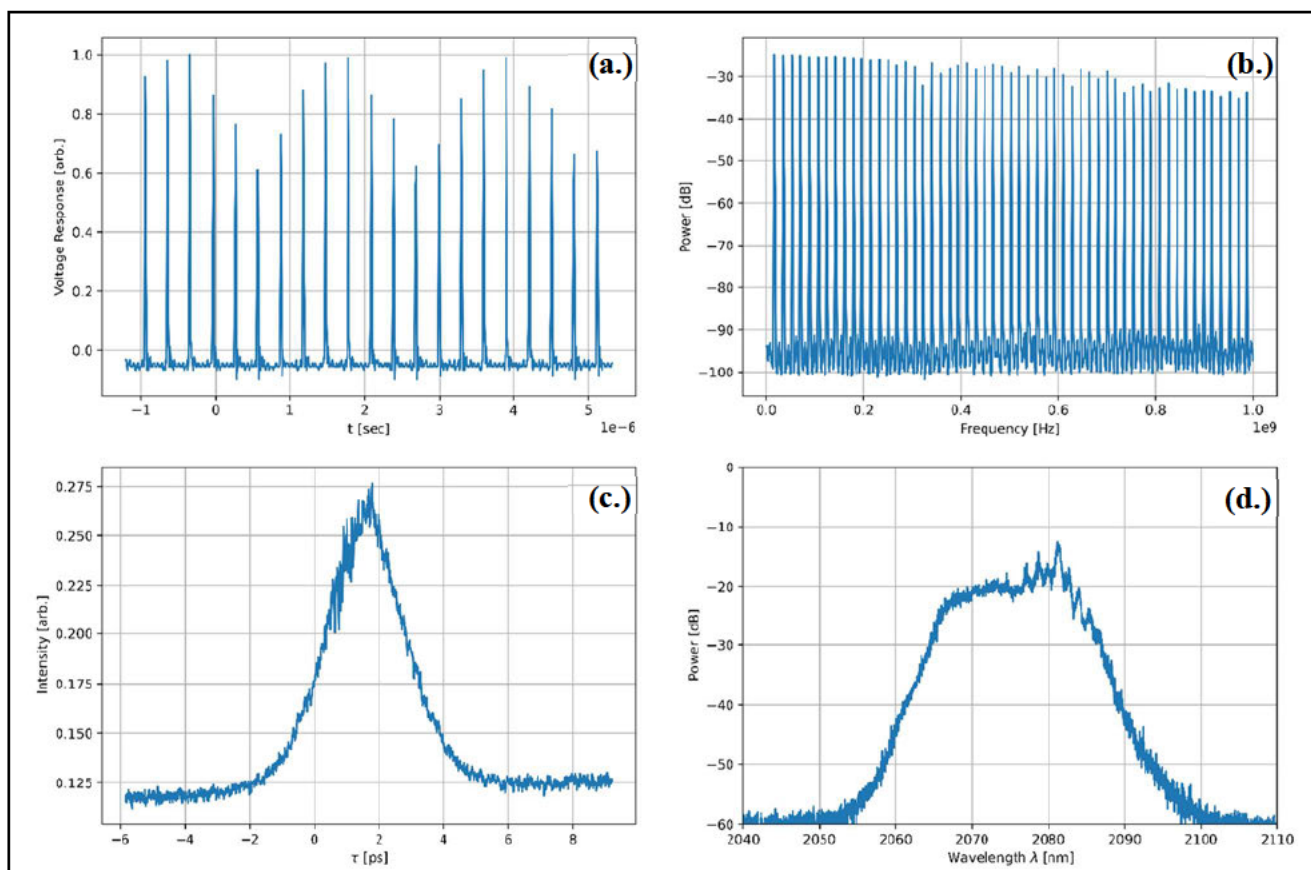 (a.)
1.0
0.8
0.6
0.4
0.2
0.0
Voltage Response [arb.]
−1 0 1 2 3 4 5
1e−6
t [sec]
(b.)
−30
−40
−50
−60
−70
−80
−90
−100
Power [dB]
0.0 0.2 0.4 0.6 0.8 1.0
1e9
Frequency [Hz]
(c.)
0.275
0.250
0.225
0.200
0.175
0.150
0.125
Intensity [arb.]
−6 −4 −2 0 2 4 6 8
τ [ps]
(d.)
0
−10
−20
−30
−40
−50
−60
Power [dB]
2040 2050 2060 2070 2080 2090 2100 2110
Wavelength λ [nm]